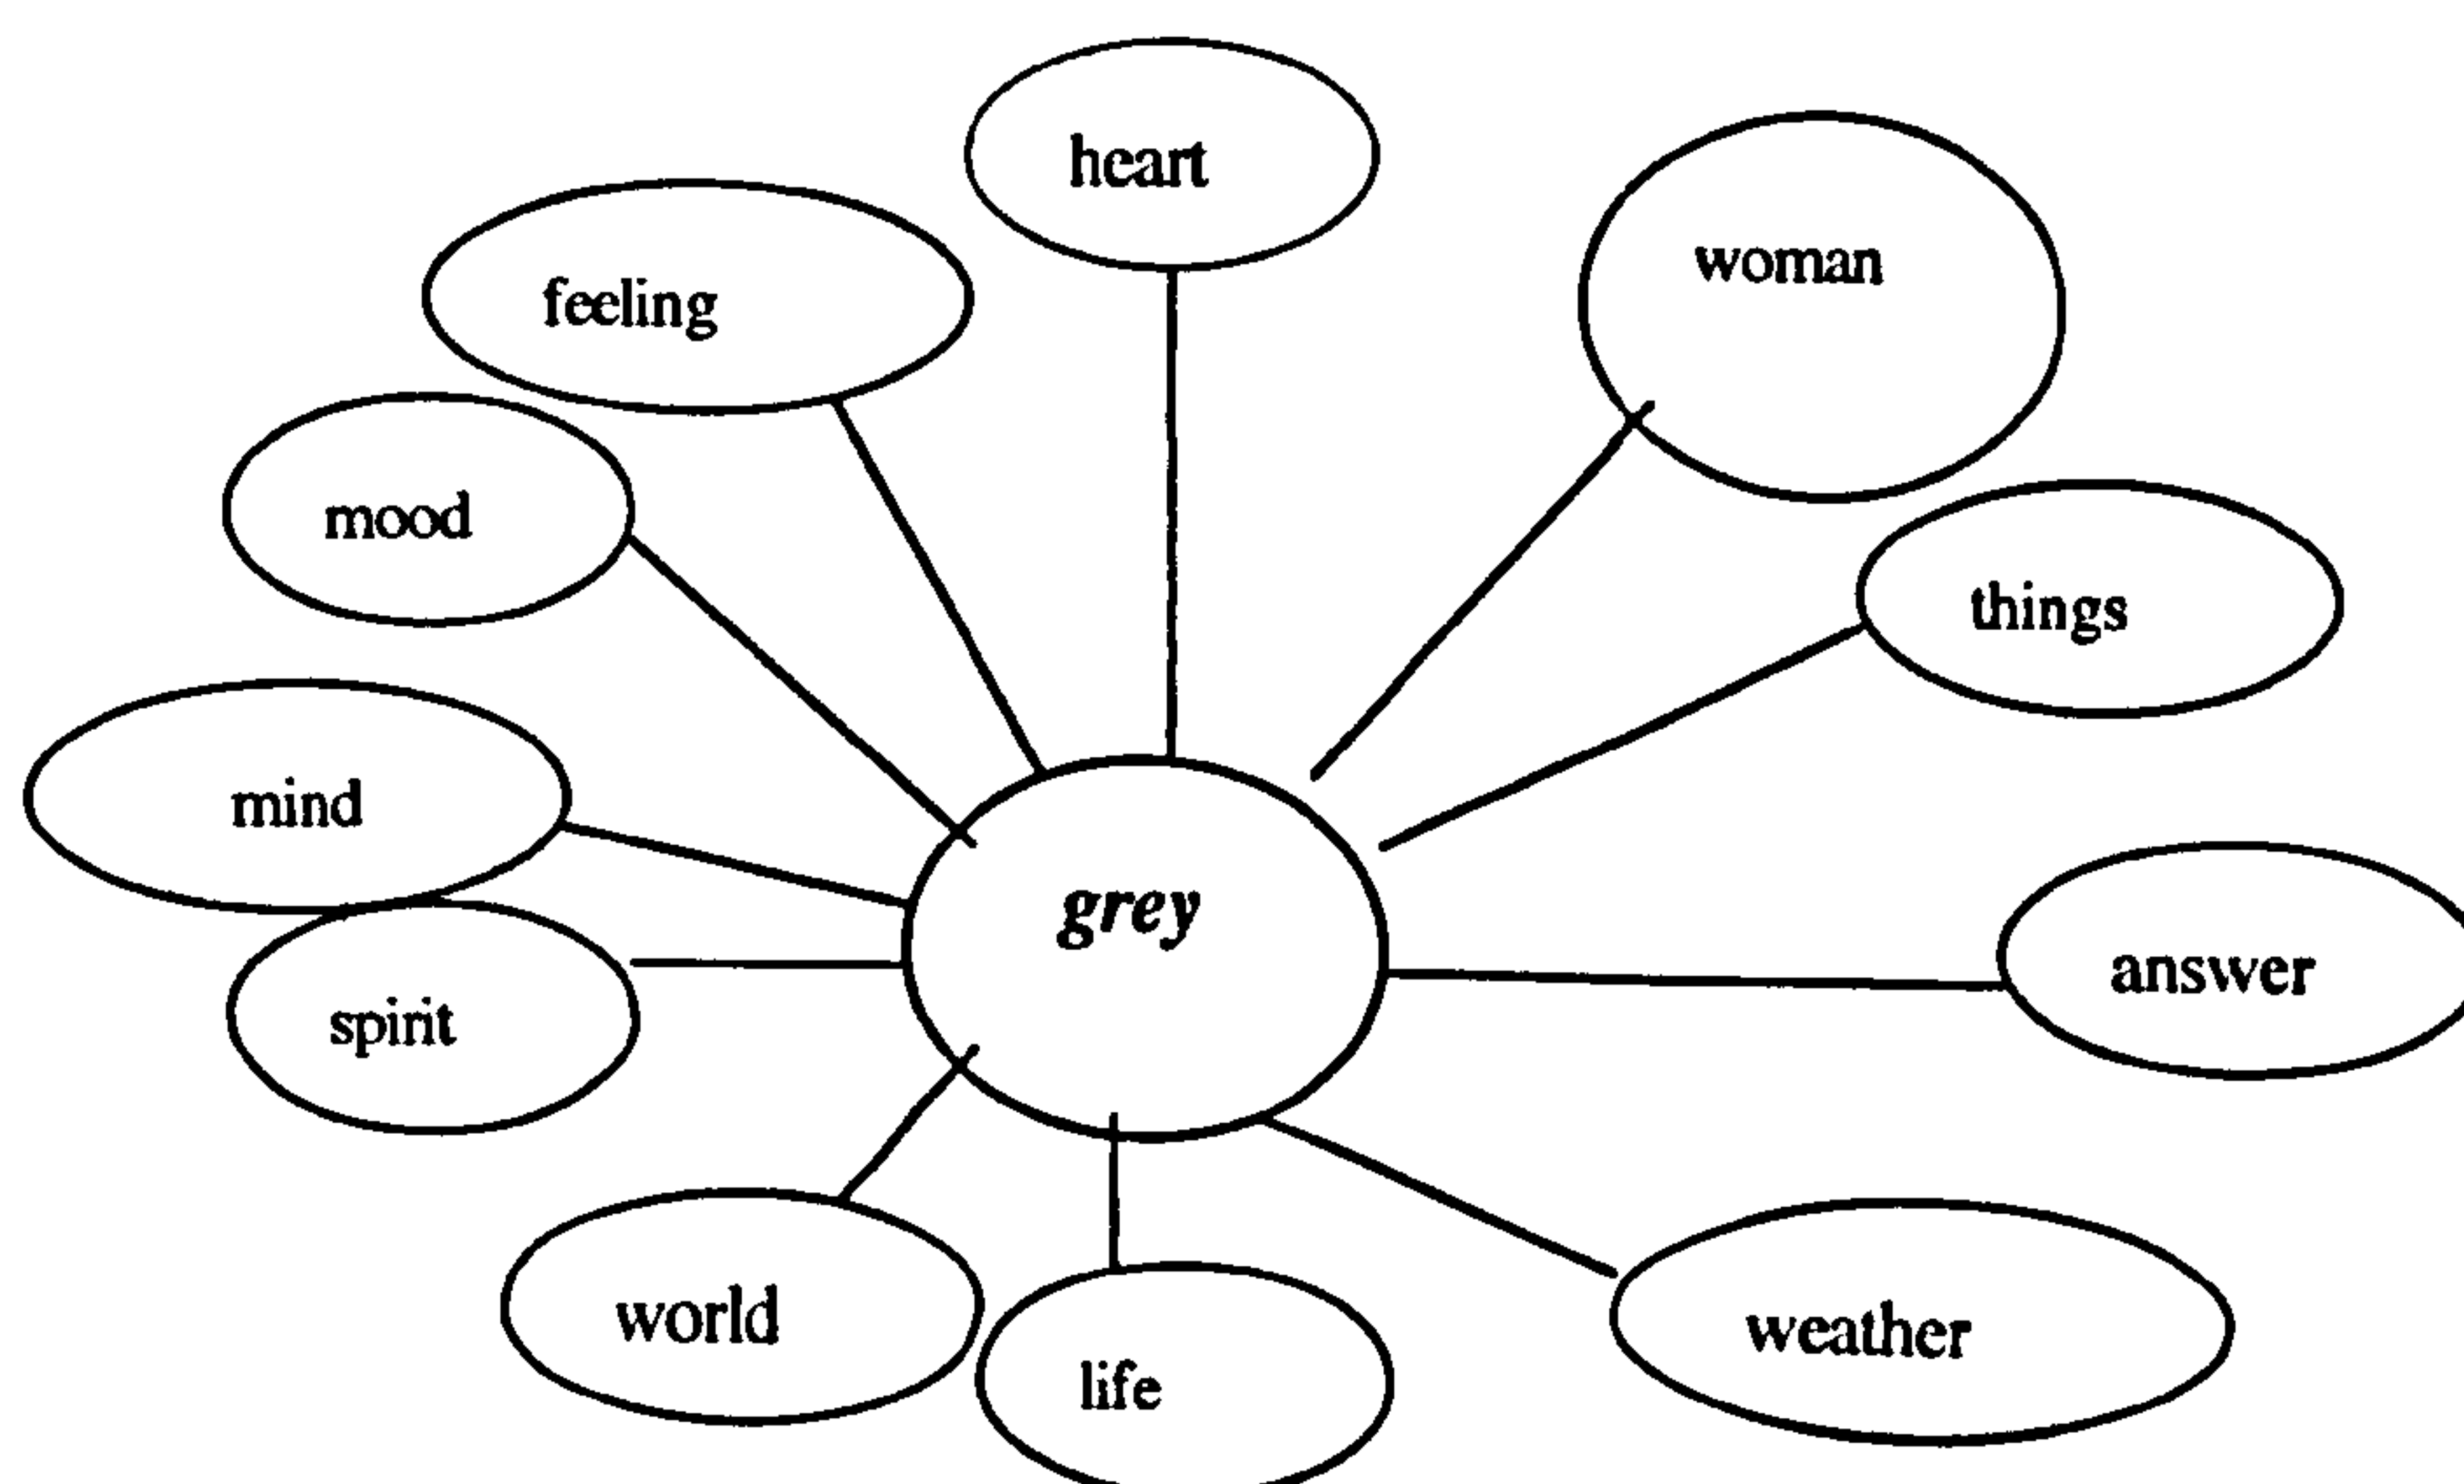 heart
woman
feeling
mood
things
mind
grey
answer
spirit
world
life
weather